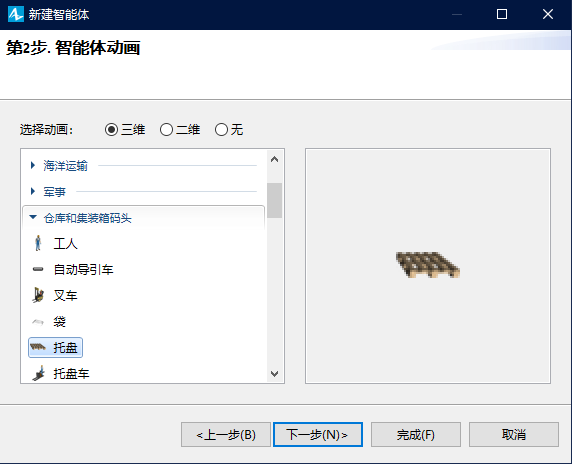 新建智能体
第2步. 智能体动画
选择动画： 三维 二维 无
海洋运输
军事
仓库和集装箱码头
工人
自动导引车
叉车
袋
托盘
托盘车
<上一步(B) 下一步(N)> 完成(F) 取消